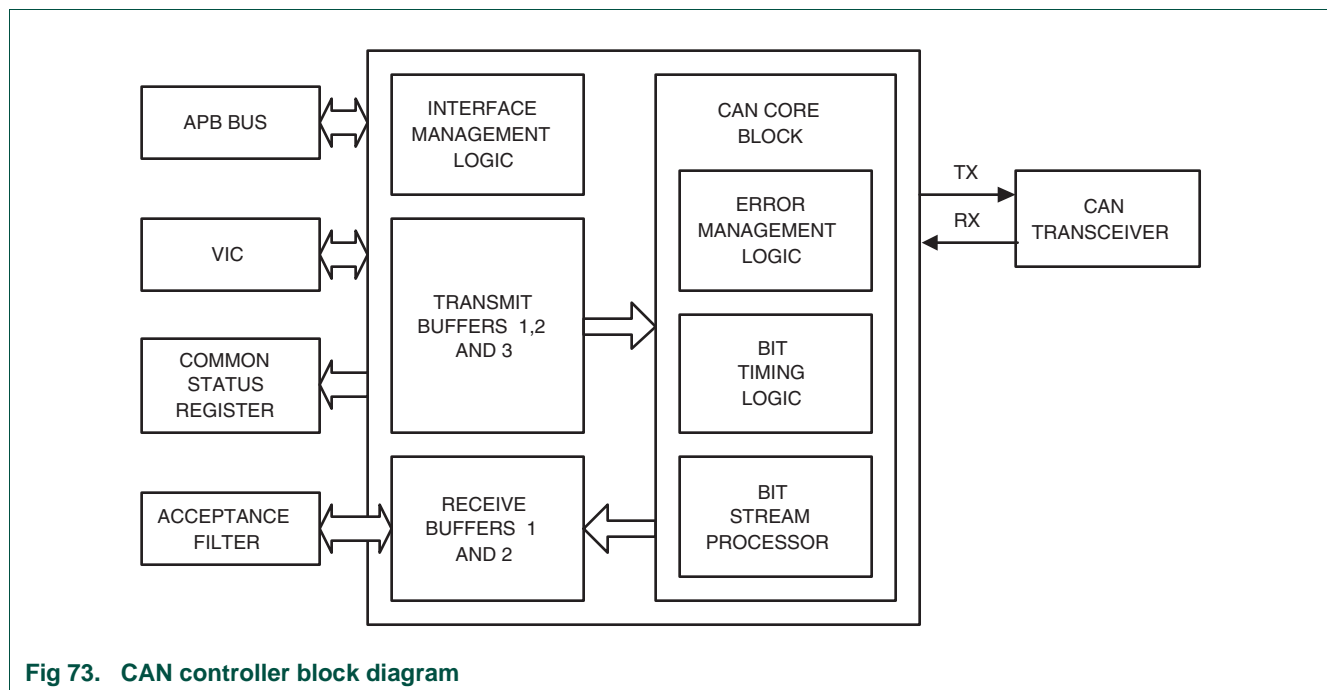 APB BUS
VIC
COMMON
STATUS
REGISTER
ACCEPTANCE
FILTER
INTERFACE
MANAGEMENT
LOGIC
TRANSMIT
BUFFERS 1,2
AND 3
RECEIVE
BUFFERS 1
AND 2
CAN CORE
BLOCK
ERROR
MANAGEMENT
LOGIC
BIT
TIMING
LOGIC
BIT
STREAM
PROCESSOR
TX
RX
CAN
TRANSCEIVER
Fig 73. CAN controller block diagram